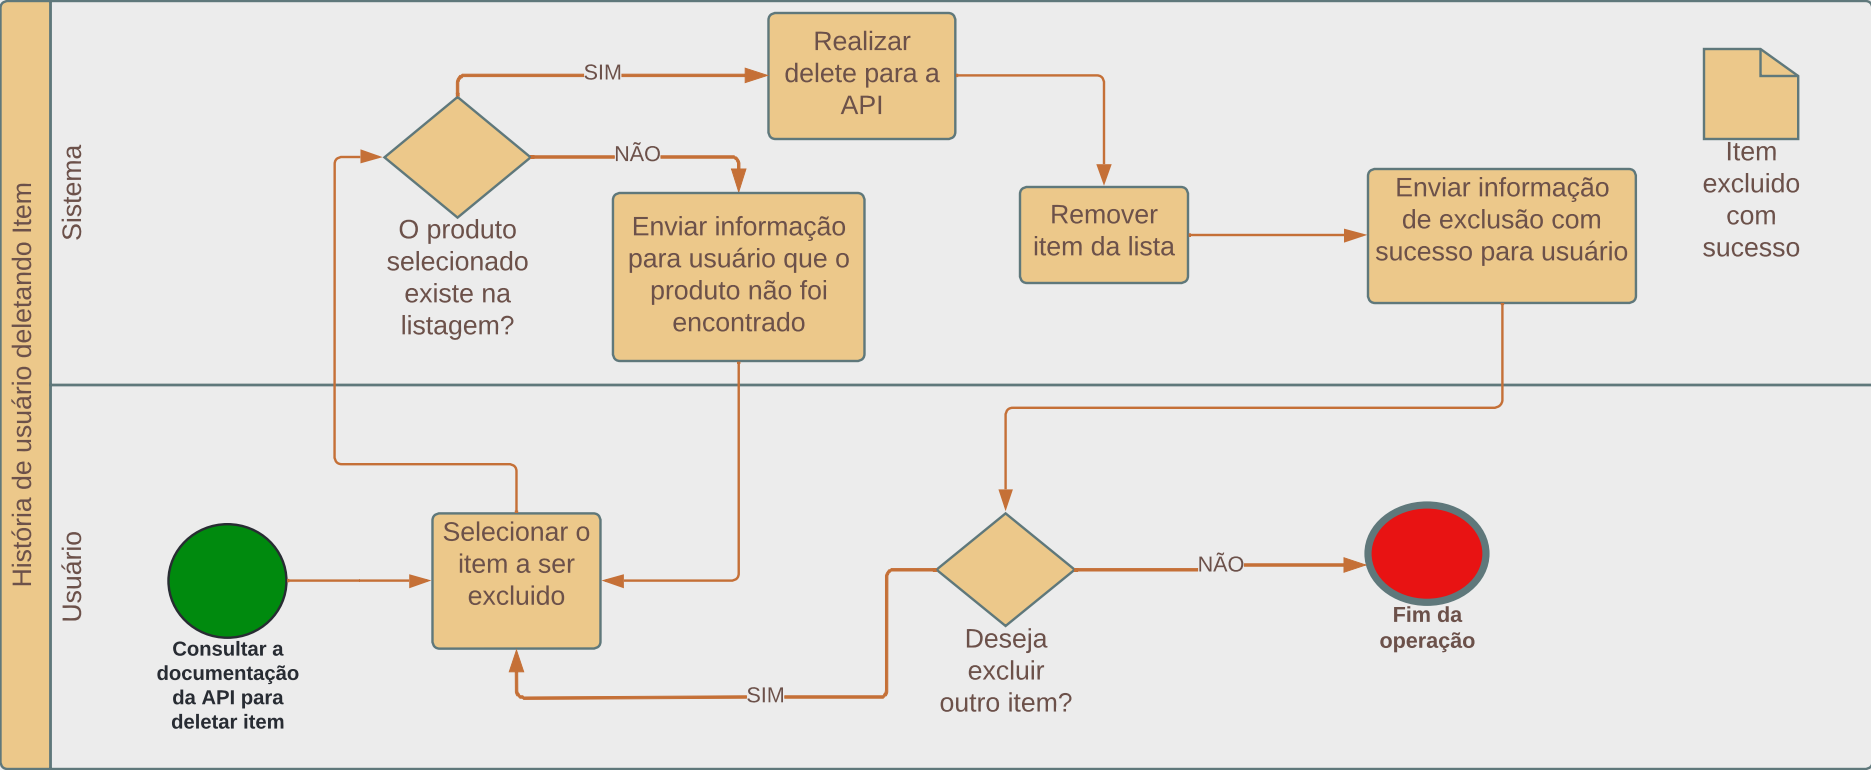 História de usuário deletando Item
Sistema
Usuário
SIM
Realizar
delete para a
API
NÃO
O produto
selecionado
existe na
listagem?
Enviar informação
para usuário que o
produto não foi
encontrado
Remover
item da lista
Enviar informação
de exclusão com
sucesso para usuário
Item
excluido
com
sucesso
Consultar a
documentação
da API para
deletar item
Selecionar o
item a ser
excluido
SIM
Deseja
excluir
outro item?
NÃO
Fim da
operação